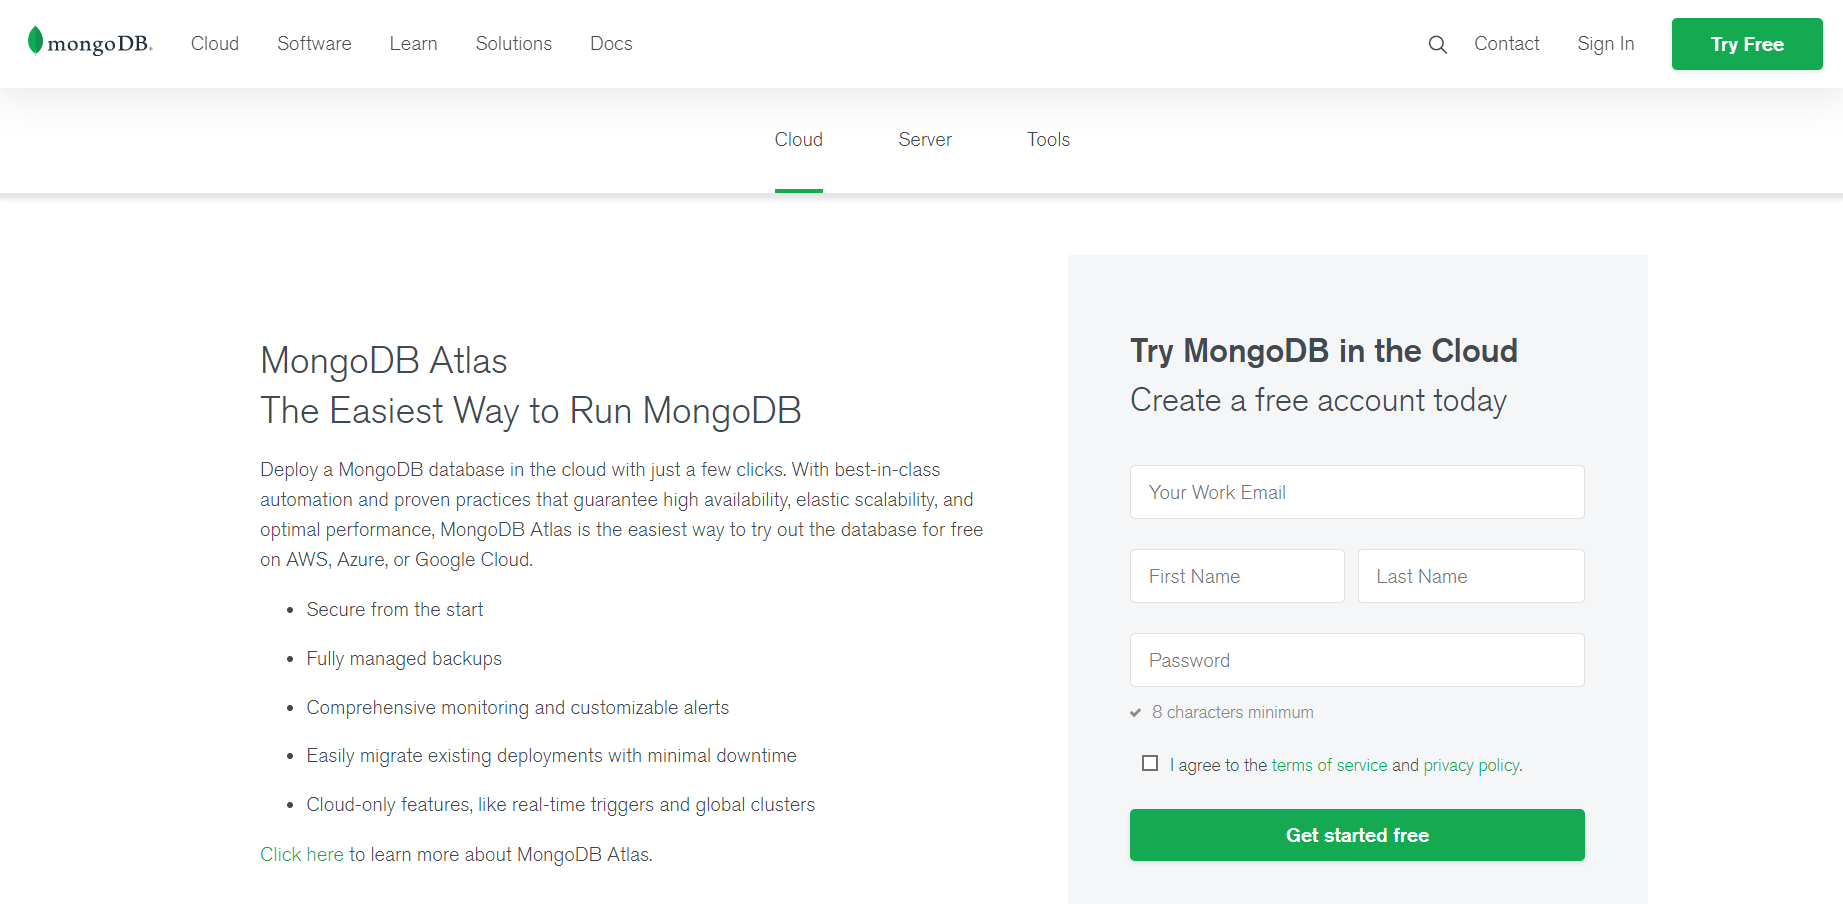 mongoDB.
Cloud
Software
Learn
Solutions
Docs
Contact
Sign In
Try Free
Cloud
Server
Tools
MongoDB Atlas
The Easiest Way to Run MongoDB
Deploy a MongoDB database in the cloud with just a few clicks. With best-in-class
automation and proven practices that guarantee high availability, elastic scalability, and
optimal performance, MongoDB Atlas is the easiest way to try out the database for free
on AWS, Azure, or Google Cloud.
• Secure from the start
• Fully managed backups
• Comprehensive monitoring and customizable alerts
• Easily migrate existing deployments with minimal downtime
• Cloud-only features, like real-time triggers and global clusters
Click here to learn more about MongoDB Atlas.
Try MongoDB in the Cloud
Create a free account today
Your Work Email
First Name
Last Name
Password
8 characters minimum
I agree to the terms of service and privacy policy.
Get started free